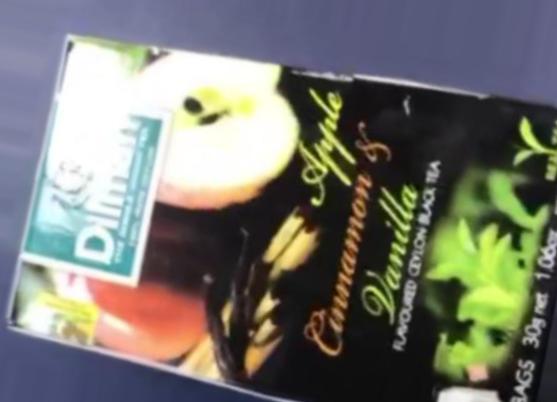 Dilmah
Apple
Cinnamon &
Vanilla
FLAVOURED CEYLON BLACK TEA
BAGS 30g net 1.06oz